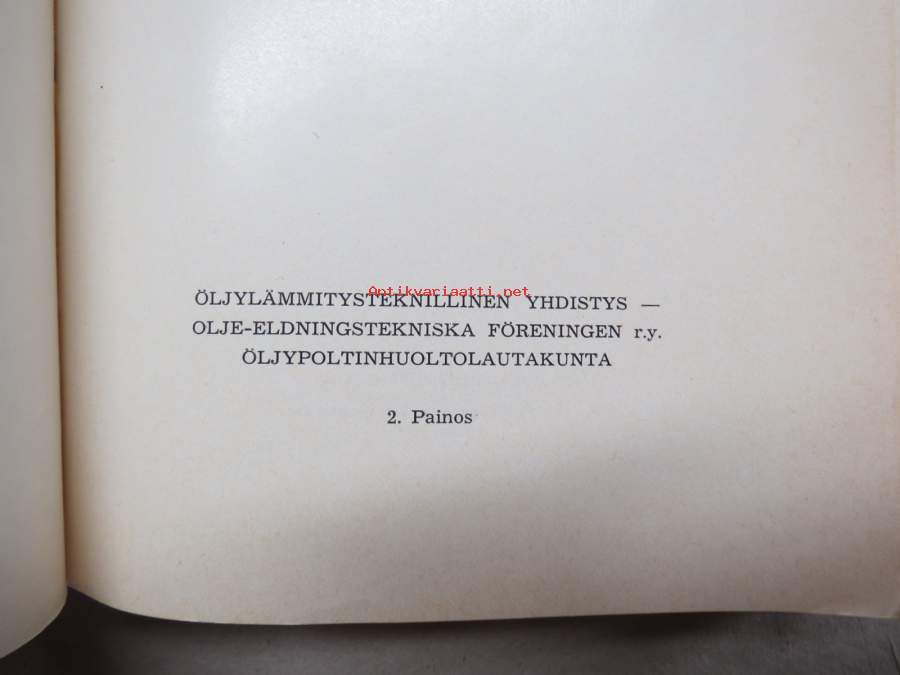 Antikvariaatti.net
ÖLJYLÄMMITYSTEKNILLINEN YHDISTYS —
OLJE-ELDNINGSTEKNISKA FÖRENINGEN r.y.
ÖLJYPOLTINHUOLTOLAUTAKUNTA
2. Painos